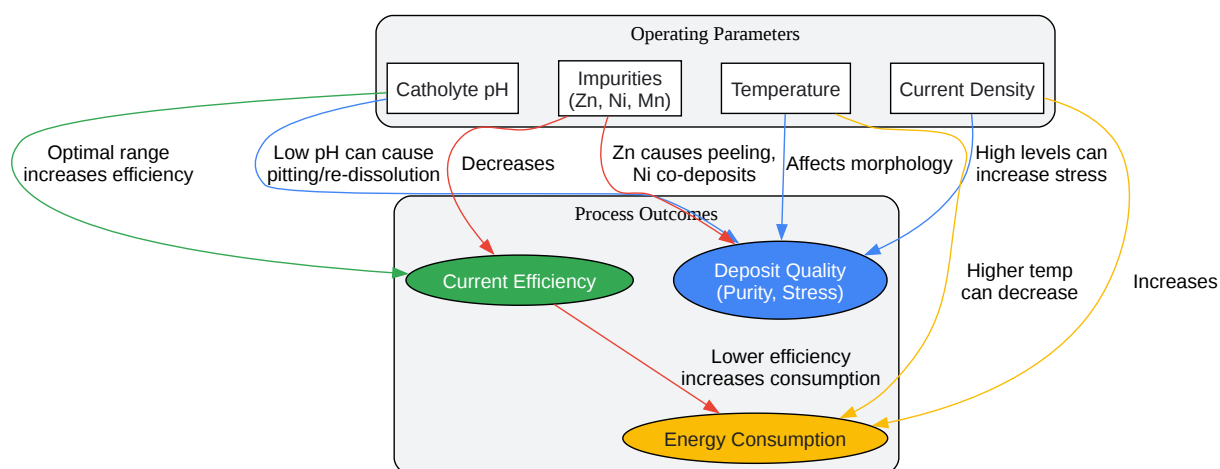 Operating Parameters
Catholyte pH
Impurities
(Zn, Ni, Mn)
Temperature
Current Density
Optimal range
increases efficiency
Low pH can cause
pitting/re-dissolution
Decreases
Zn causes peeling,
Ni co-deposits
Affects morphology
High levels can
increase stress
Process Outcomes
Current Efficiency
Deposit Quality
(Purity, Stress)
Higher temp
can decrease
Increases
Lower efficiency
increases consumption
Energy Consumption